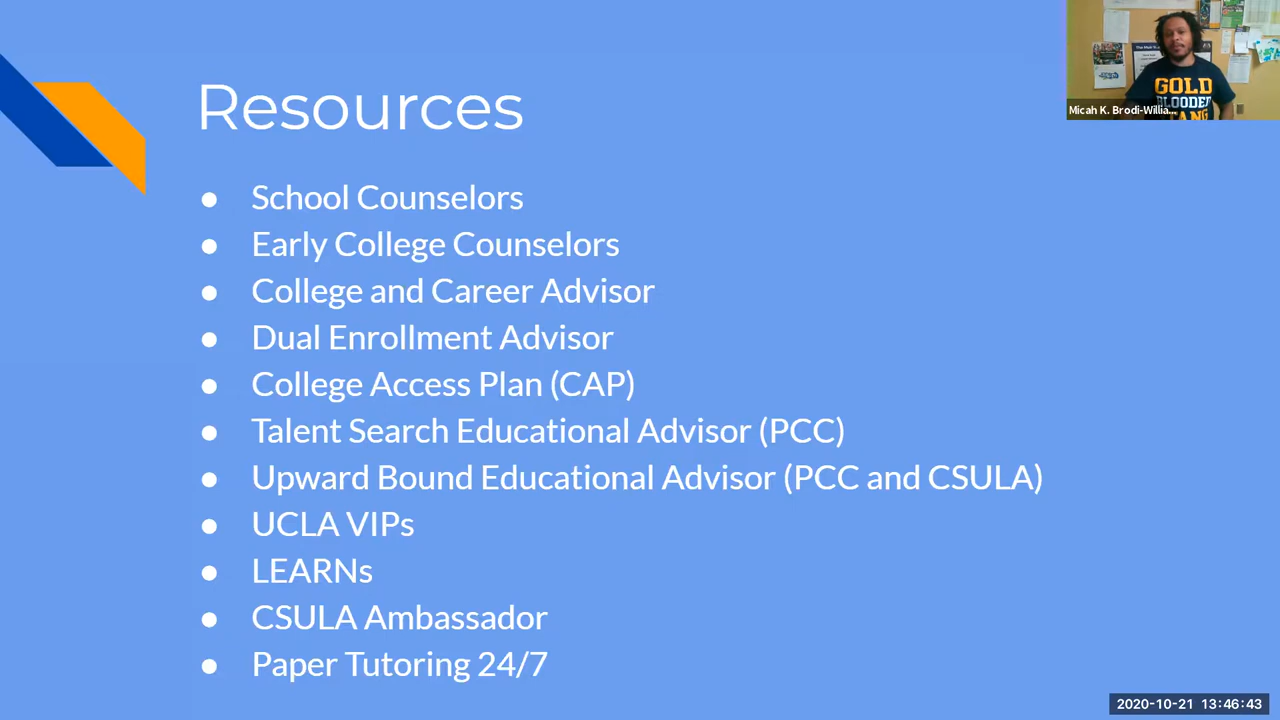 Resources
● School Counselors
● Early College Counselors
● College and Career Advisor
● Dual Enrollment Advisor
● College Access Plan (CAP)
● Talent Search Educational Advisor (PCC)
● Upward Bound Educational Advisor (PCC and CSULA)
● UCLA VIPs
● LEARNs
● CSULA Ambassador
● Paper Tutoring 24/7
GOLD
BLOODED
Micah K. Brodi-Willia...
2020-10-21 13:46:43